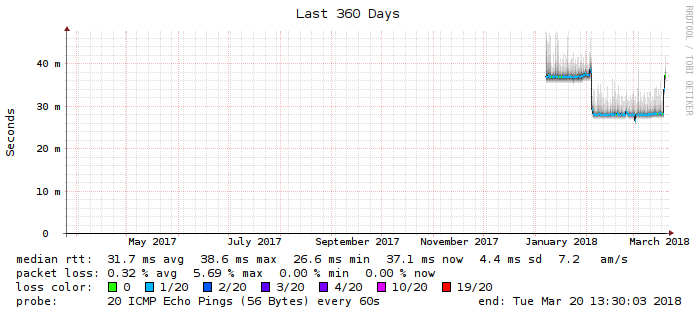 Last 360 Days
RRDTOOL / TOBI OETIKER
Seconds
40 m
30 m
20 m
10 m
0
May 2017 July 2017 September 2017 November 2017 January 2018 March 2018
median rtt: 31.7 ms avg 38.6 ms max 26.6 ms min 37.1 ms now 4.4 ms sd 7.2 am/s
packet loss: 0.32 % avg 5.69 % max 0.00 % min 0.00 % now
loss color: 0 1/20 2/20 3/20 4/20 10/20 19/20
probe: 20 ICMP Echo Pings (56 Bytes) every 60s end: Tue Mar 20 13:30:03 2018